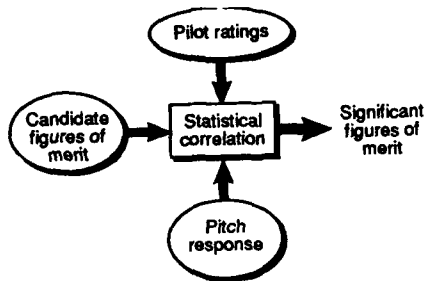 Pilot ratings
Candidate
figures of
merit
Statistical
correlation
Significant
figures of
merit
Pitch
response